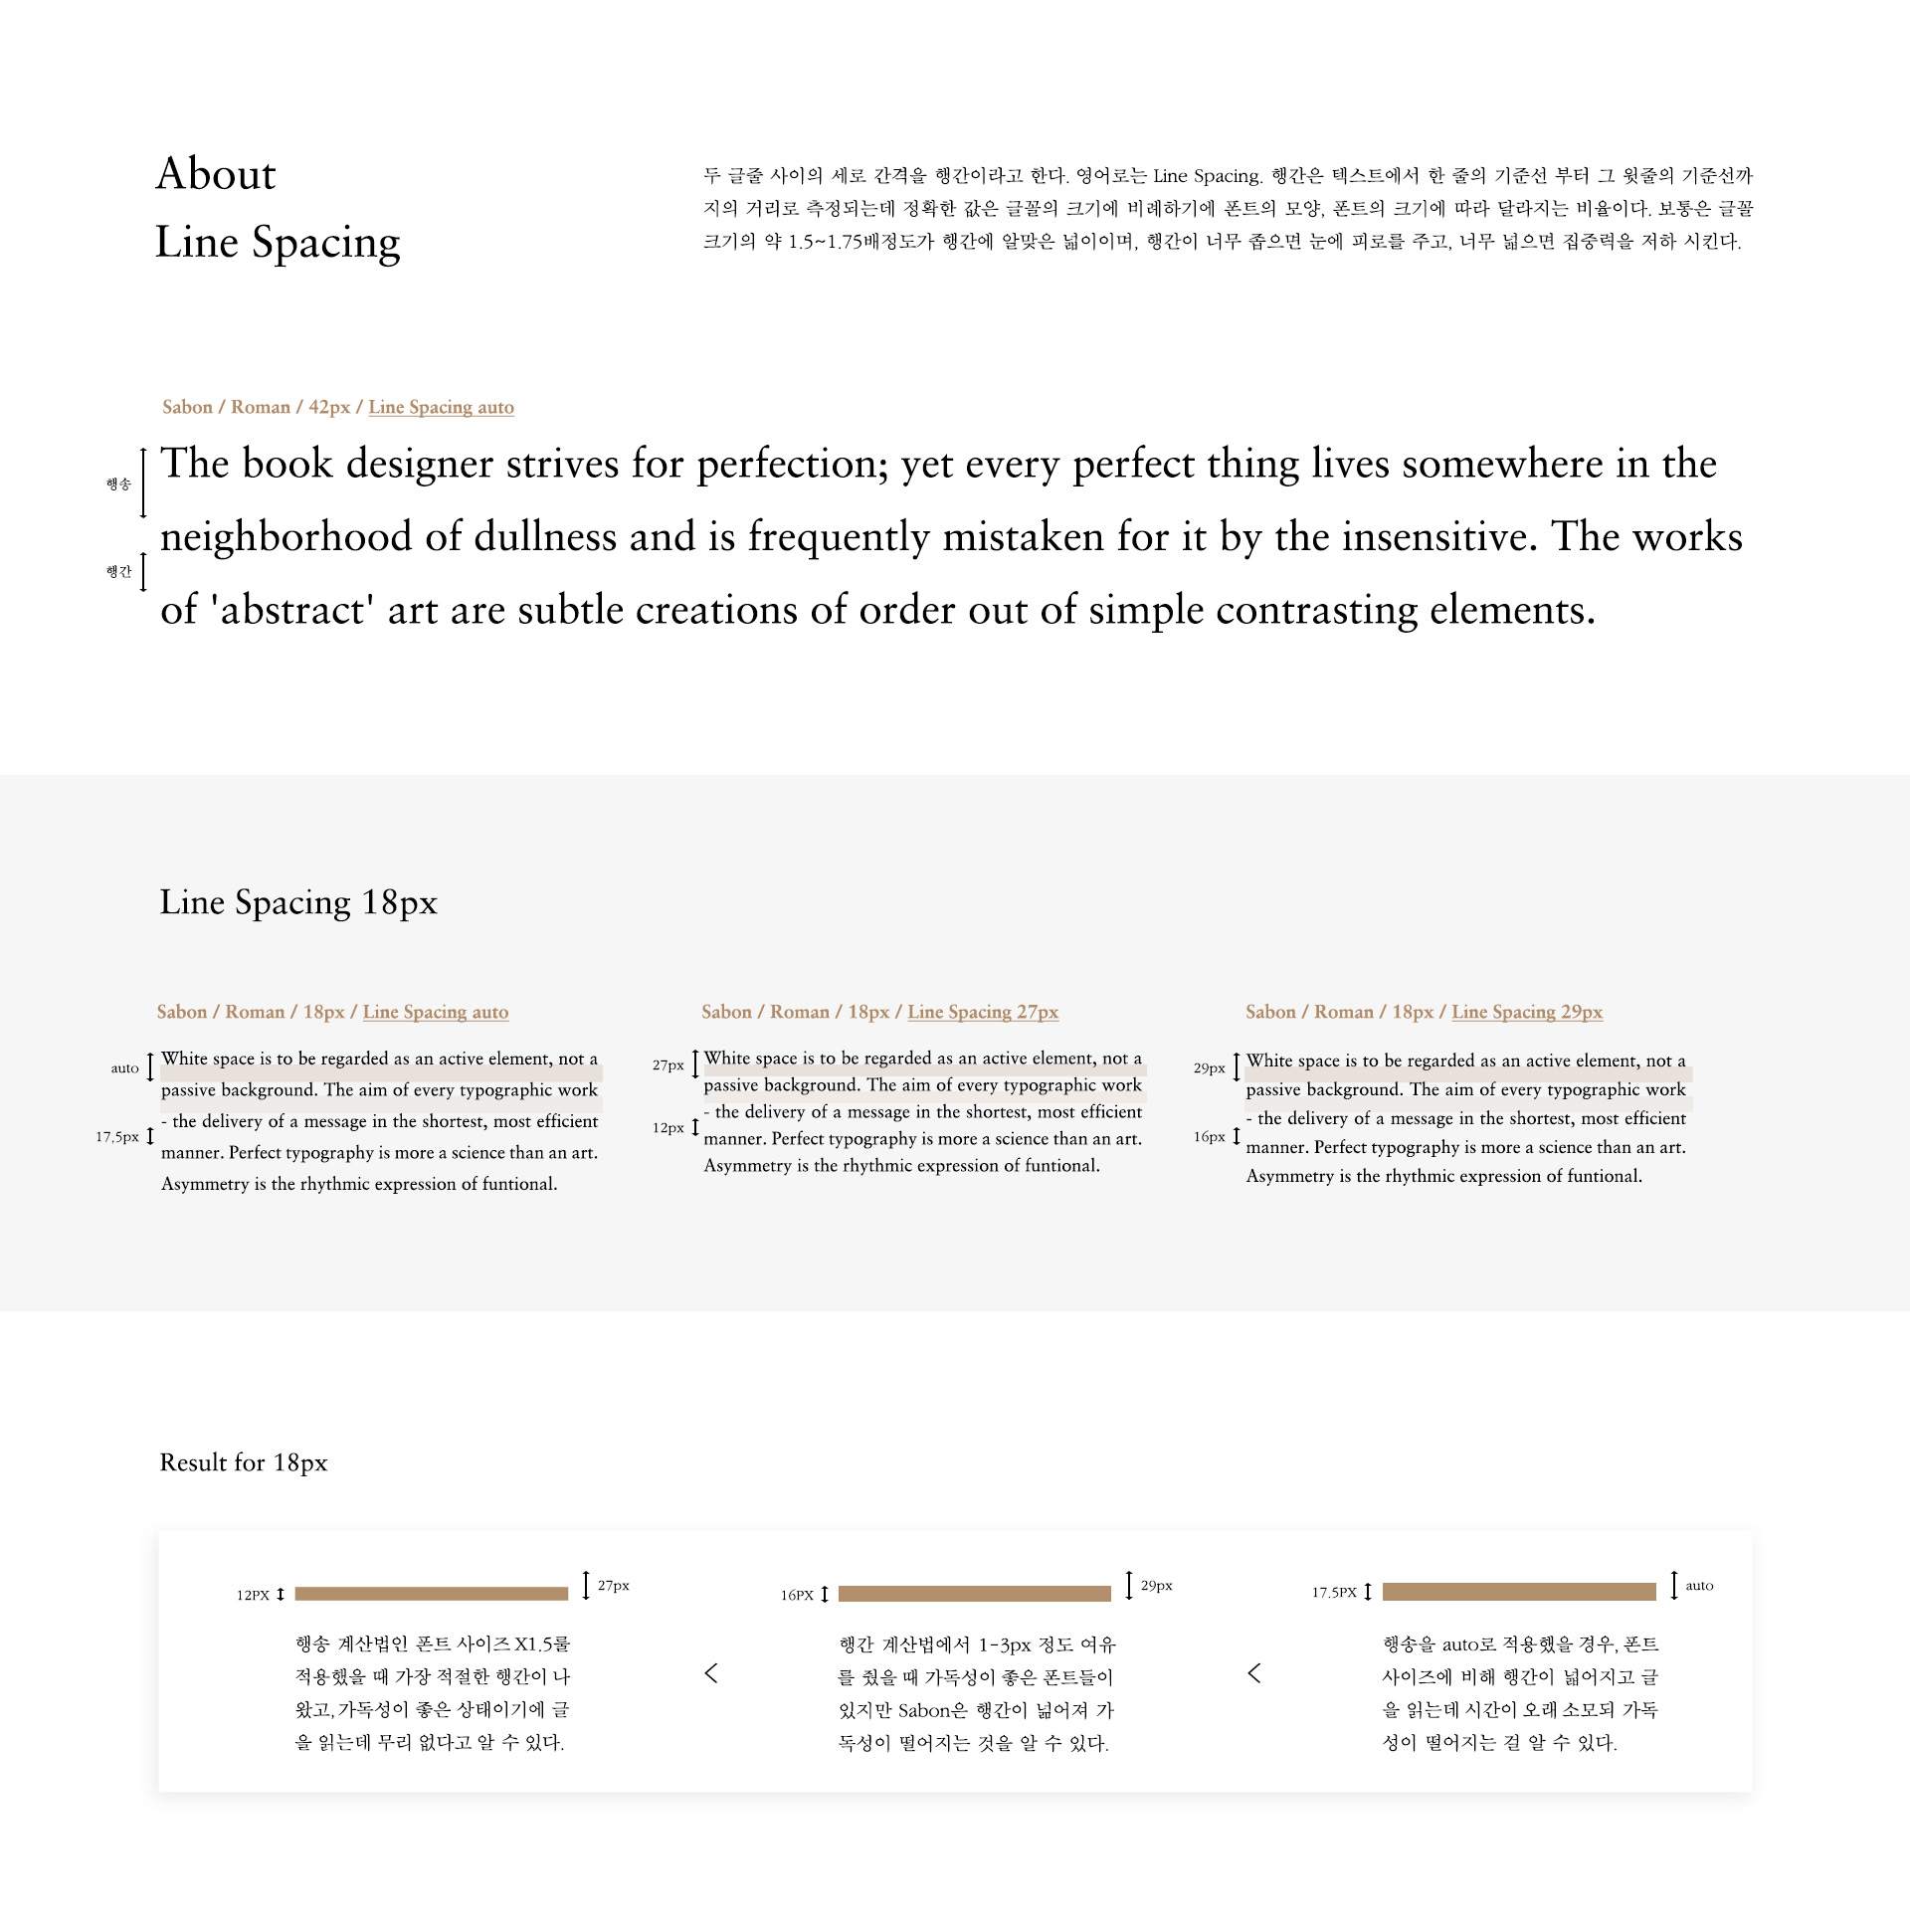 About
Line Spacing
두 글줄 사이의 세로 간격을 행간이라고 한다. 영어로는 Line Spacing. 행간은 텍스트에서 한 줄의 기준선 부터 그 윗줄의 기준선까
지의 거리로 측정되는데 정확한 값은 글꼴의 크기에 비례하기에 폰트의 모양, 폰트의 크기에 따라 달라지는 비율이다. 보통은 글꼴
크기의 약 1.5~1.75배정도가 행간에 알맞은 넓이이며, 행간이 너무 좁으면 눈에 피로를 주고, 너무 넓으면 집중력을 저하 시킨다.
Sabon / Roman / 42px / Line Spacing auto
행송
행간
The book designer strives for perfection; yet every perfect thing lives somewhere in the
neighborhood of dullness and is frequently mistaken for it by the insensitive. The works
of 'abstract' art are subtle creations of order out of simple contrasting elements.
Line Spacing 18px
Sabon / Roman / 18px / Line Spacing auto
auto
17,5px
White space is to be regarded as an active element, not a
passive background. The aim of every typographic work
- the delivery of a message in the shortest, most efficient
manner. Perfect typography is more a science than an art.
Asymmetry is the rhythmic expression of funtional.
Sabon / Roman / 18px / Line Spacing 27px
27px
12px
White space is to be regarded as an active element, not a
passive background. The aim of every typographic work
- the delivery of a message in the shortest, most efficient
manner. Perfect typography is more a science than an art.
Asymmetry is the rhythmic expression of funtional.
Sabon / Roman / 18px / Line Spacing 29px
29px
16px
White space is to be regarded as an active element, not a
passive background. The aim of every typographic work
- the delivery of a message in the shortest, most efficient
manner. Perfect typography is more a science than an art.
Asymmetry is the rhythmic expression of funtional.
Result for 18px
12PX
27px
행송 계산법인 폰트 사이즈 X1.5를
적용했을 때 가장 적절한 행간이 나
왔고, 가독성이 좋은 상태이기에 글
을 읽는데 무리 없다고 알 수 있다.
<
16PX
29px
행간 계산법에서 1-3px 정도 여유
를 줬을 때 가독성이 좋은 폰트들이
있지만 Sabon은 행간이 넓어져 가
독성이 떨어지는 것을 알 수 있다.
<
17.5PX
auto
행송을 auto로 적용했을 경우, 폰트
사이즈에 비해 행간이 넓어지고 글
을 읽는데 시간이 오래 소모되 가독
성이 떨어지는 걸 알 수 있다.